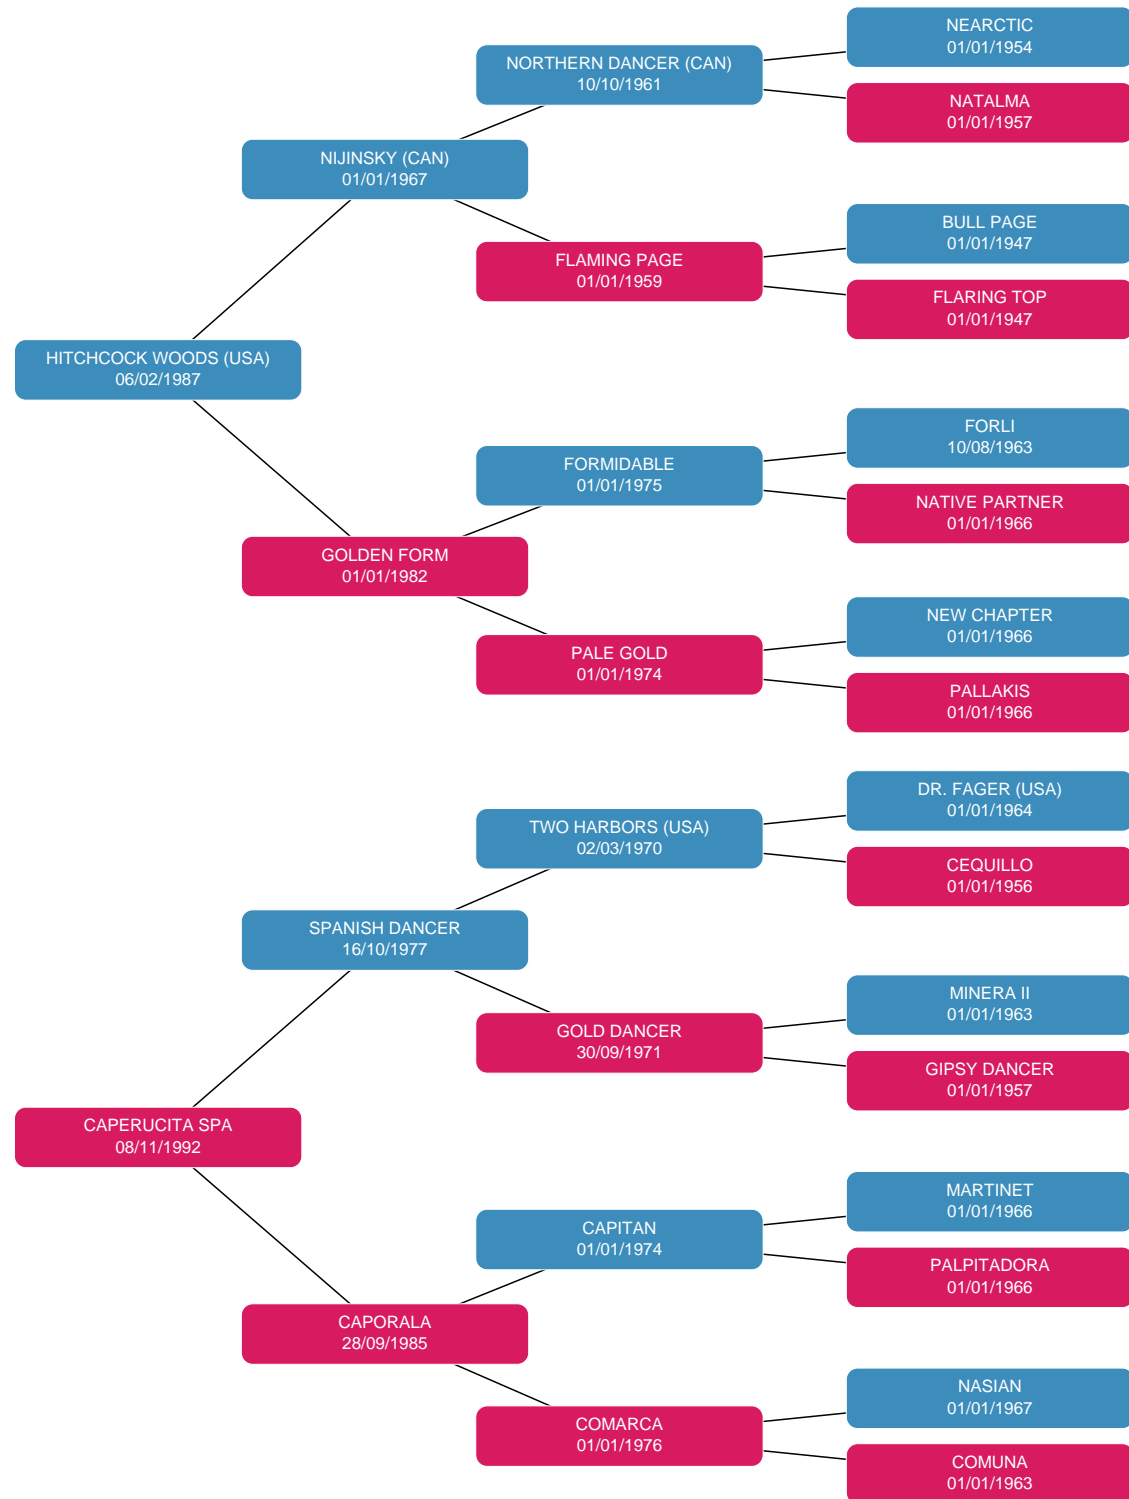 NEARCTIC
01/01/1954
NORTHERN DANCER (CAN)
10/10/1961
NATALMA
01/01/1957
NIJINSKY (CAN)
01/01/1967
BULL PAGE
01/01/1947
FLAMING PAGE
01/01/1959
FLARING TOP
01/01/1947
HITCHCOCK WOODS (USA)
06/02/1987
FORLI
10/08/1963
FORMIDABLE
01/01/1975
NATIVE PARTNER
01/01/1966
GOLDEN FORM
01/01/1982
NEW CHAPTER
01/01/1966
PALE GOLD
01/01/1974
PALLAKIS
01/01/1966
DR. FAGER (USA)
01/01/1964
TWO HARBORS (USA)
02/03/1970
CEQUILLO
01/01/1956
SPANISH DANCER
16/10/1977
MINERA II
01/01/1963
GOLD DANCER
30/09/1971
GIPSY DANCER
01/01/1957
CAPERUCITA SPA
08/11/1992
MARTINET
01/01/1966
CAPITAN
01/01/1974
PALPITADORA
01/01/1966
CAPORALA
28/09/1985
NASIAN
01/01/1967
COMARCA
01/01/1976
COMUNA
01/01/1963